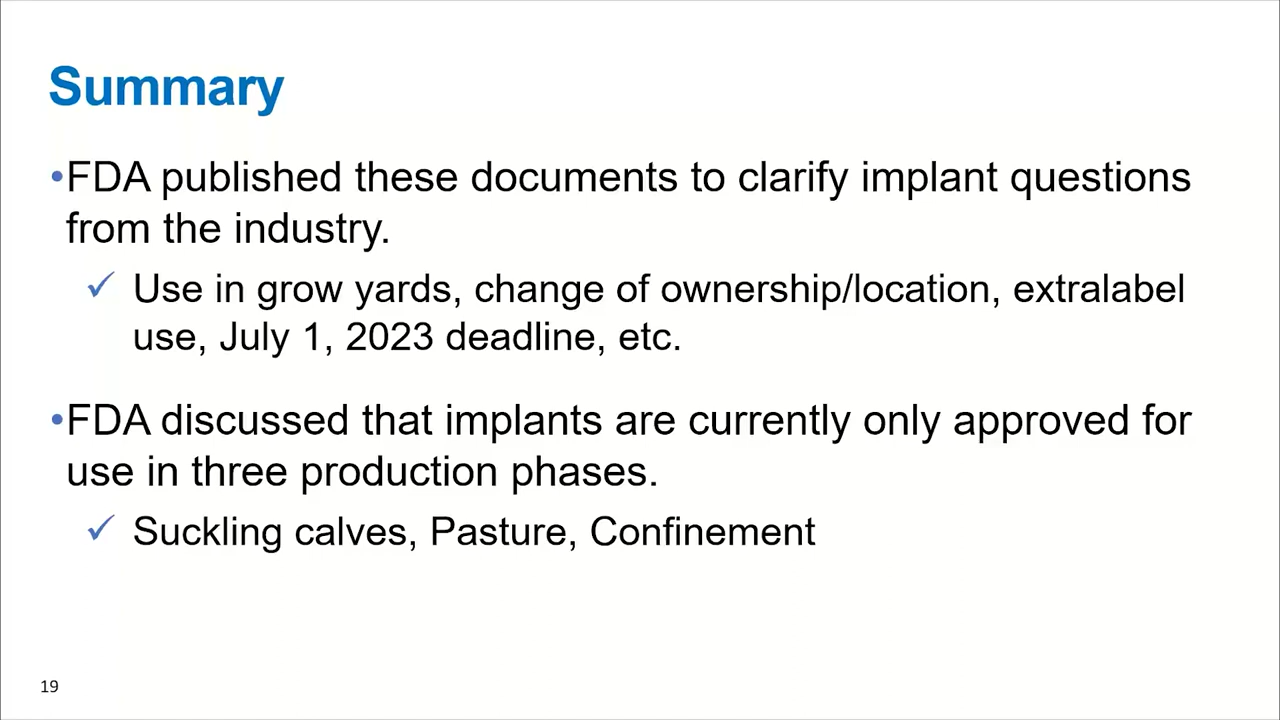 Summary
•FDA published these documents to clarify implant questions
from the industry.
✓ Use in grow yards, change of ownership/location, extralabel
use, July 1, 2023 deadline, etc.
•FDA discussed that implants are currently only approved for
use in three production phases.
✓ Suckling calves, Pasture, Confinement
19